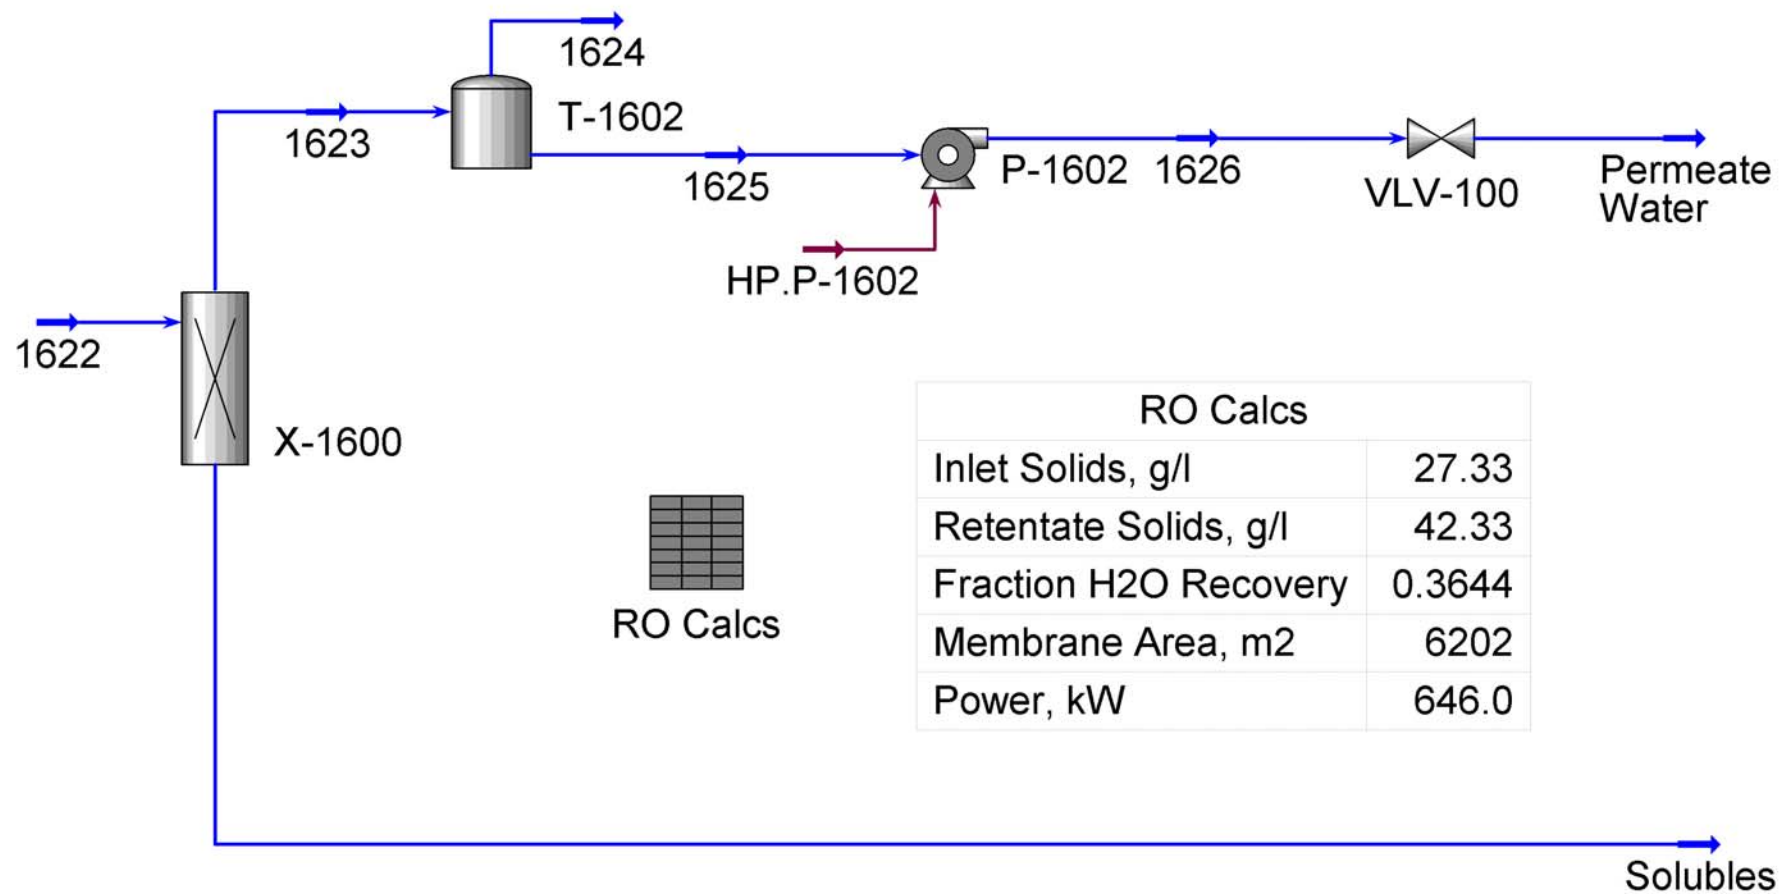 1624
T-1602
1623
1625
P-1602
1626
VLV-100
Permeate
Water
HP.P-1602
1622
X-1600
RO Calcs
RO Calcs
Inlet Solids, g/l 27.33
Retentate Solids, g/l 42.33
Fraction H2O Recovery 0.3644
Membrane Area, m2 6202
Power, kW 646.0
Solubles